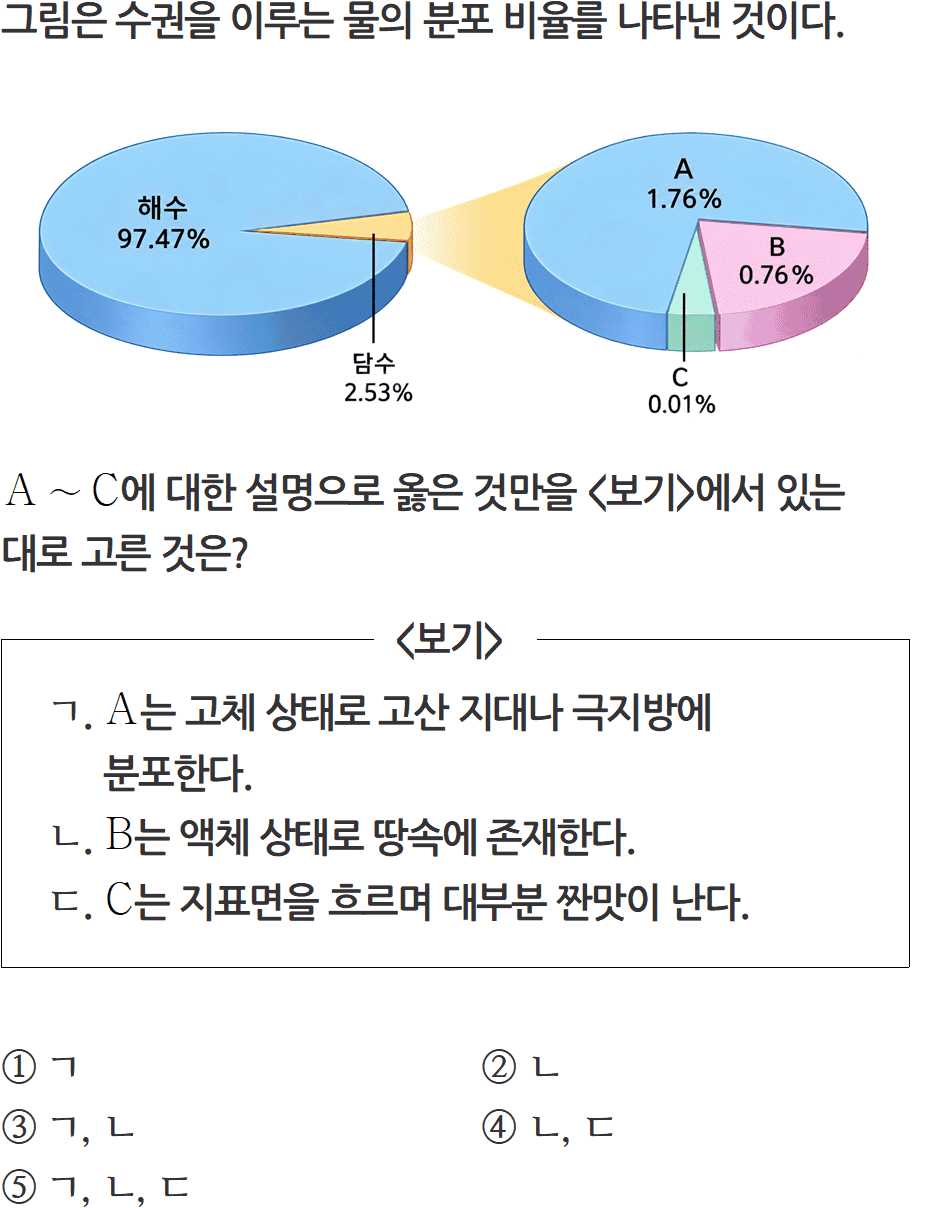 그림은 수권을 이루는 물의 분포 비율를 나타낸 것이다.
해수
97.47%
담수
2.53%
A
1.76%
B
0.76%
C
0.01%
A ~ C에 대한 설명으로 옳은 것만을 <보기>에서 있는
대로 고른 것은?
<보기>
ㄱ. A는 고체 상태로 고산 지대나 극지방에
분포한다.
ㄴ. B는 액체 상태로 땅속에 존재한다.
ㄷ. C는 지표면을 흐르며 대부분 짠맛이 난다.
① ㄱ
② ㄴ
③ ㄱ, ㄴ
④ ㄴ, ㄷ
⑤ ㄱ, ㄴ, ㄷ